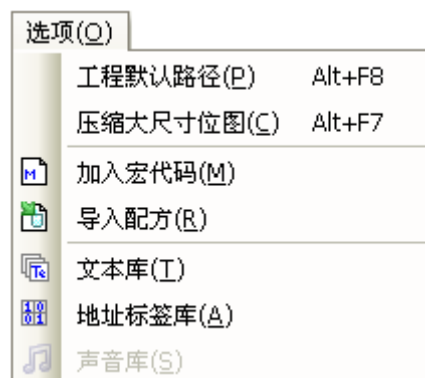 选项(O)
工程默认路径(P) Alt+F8
压缩大尺寸位图(C) Alt+F7
加入宏代码(M)
导入配方(R)
文本库(T)
地址标签库(A)
声音库(S)